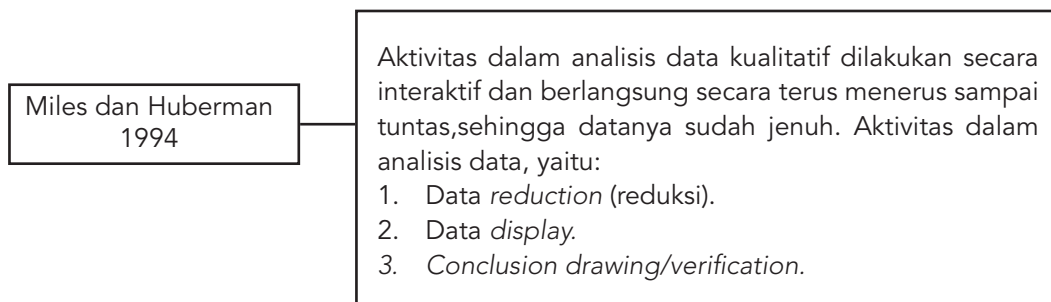 Miles dan Huberman
1994
Aktivitas dalam analisis data kualitatif dilakukan secara
interaktif dan berlangsung secara terus menerus sampai
tuntas,sehingga datanya sudah jenuh. Aktivitas dalam
analisis data, yaitu:
1. Data reduction (reduksi).
2. Data display.
3. Conclusion drawing/verification.